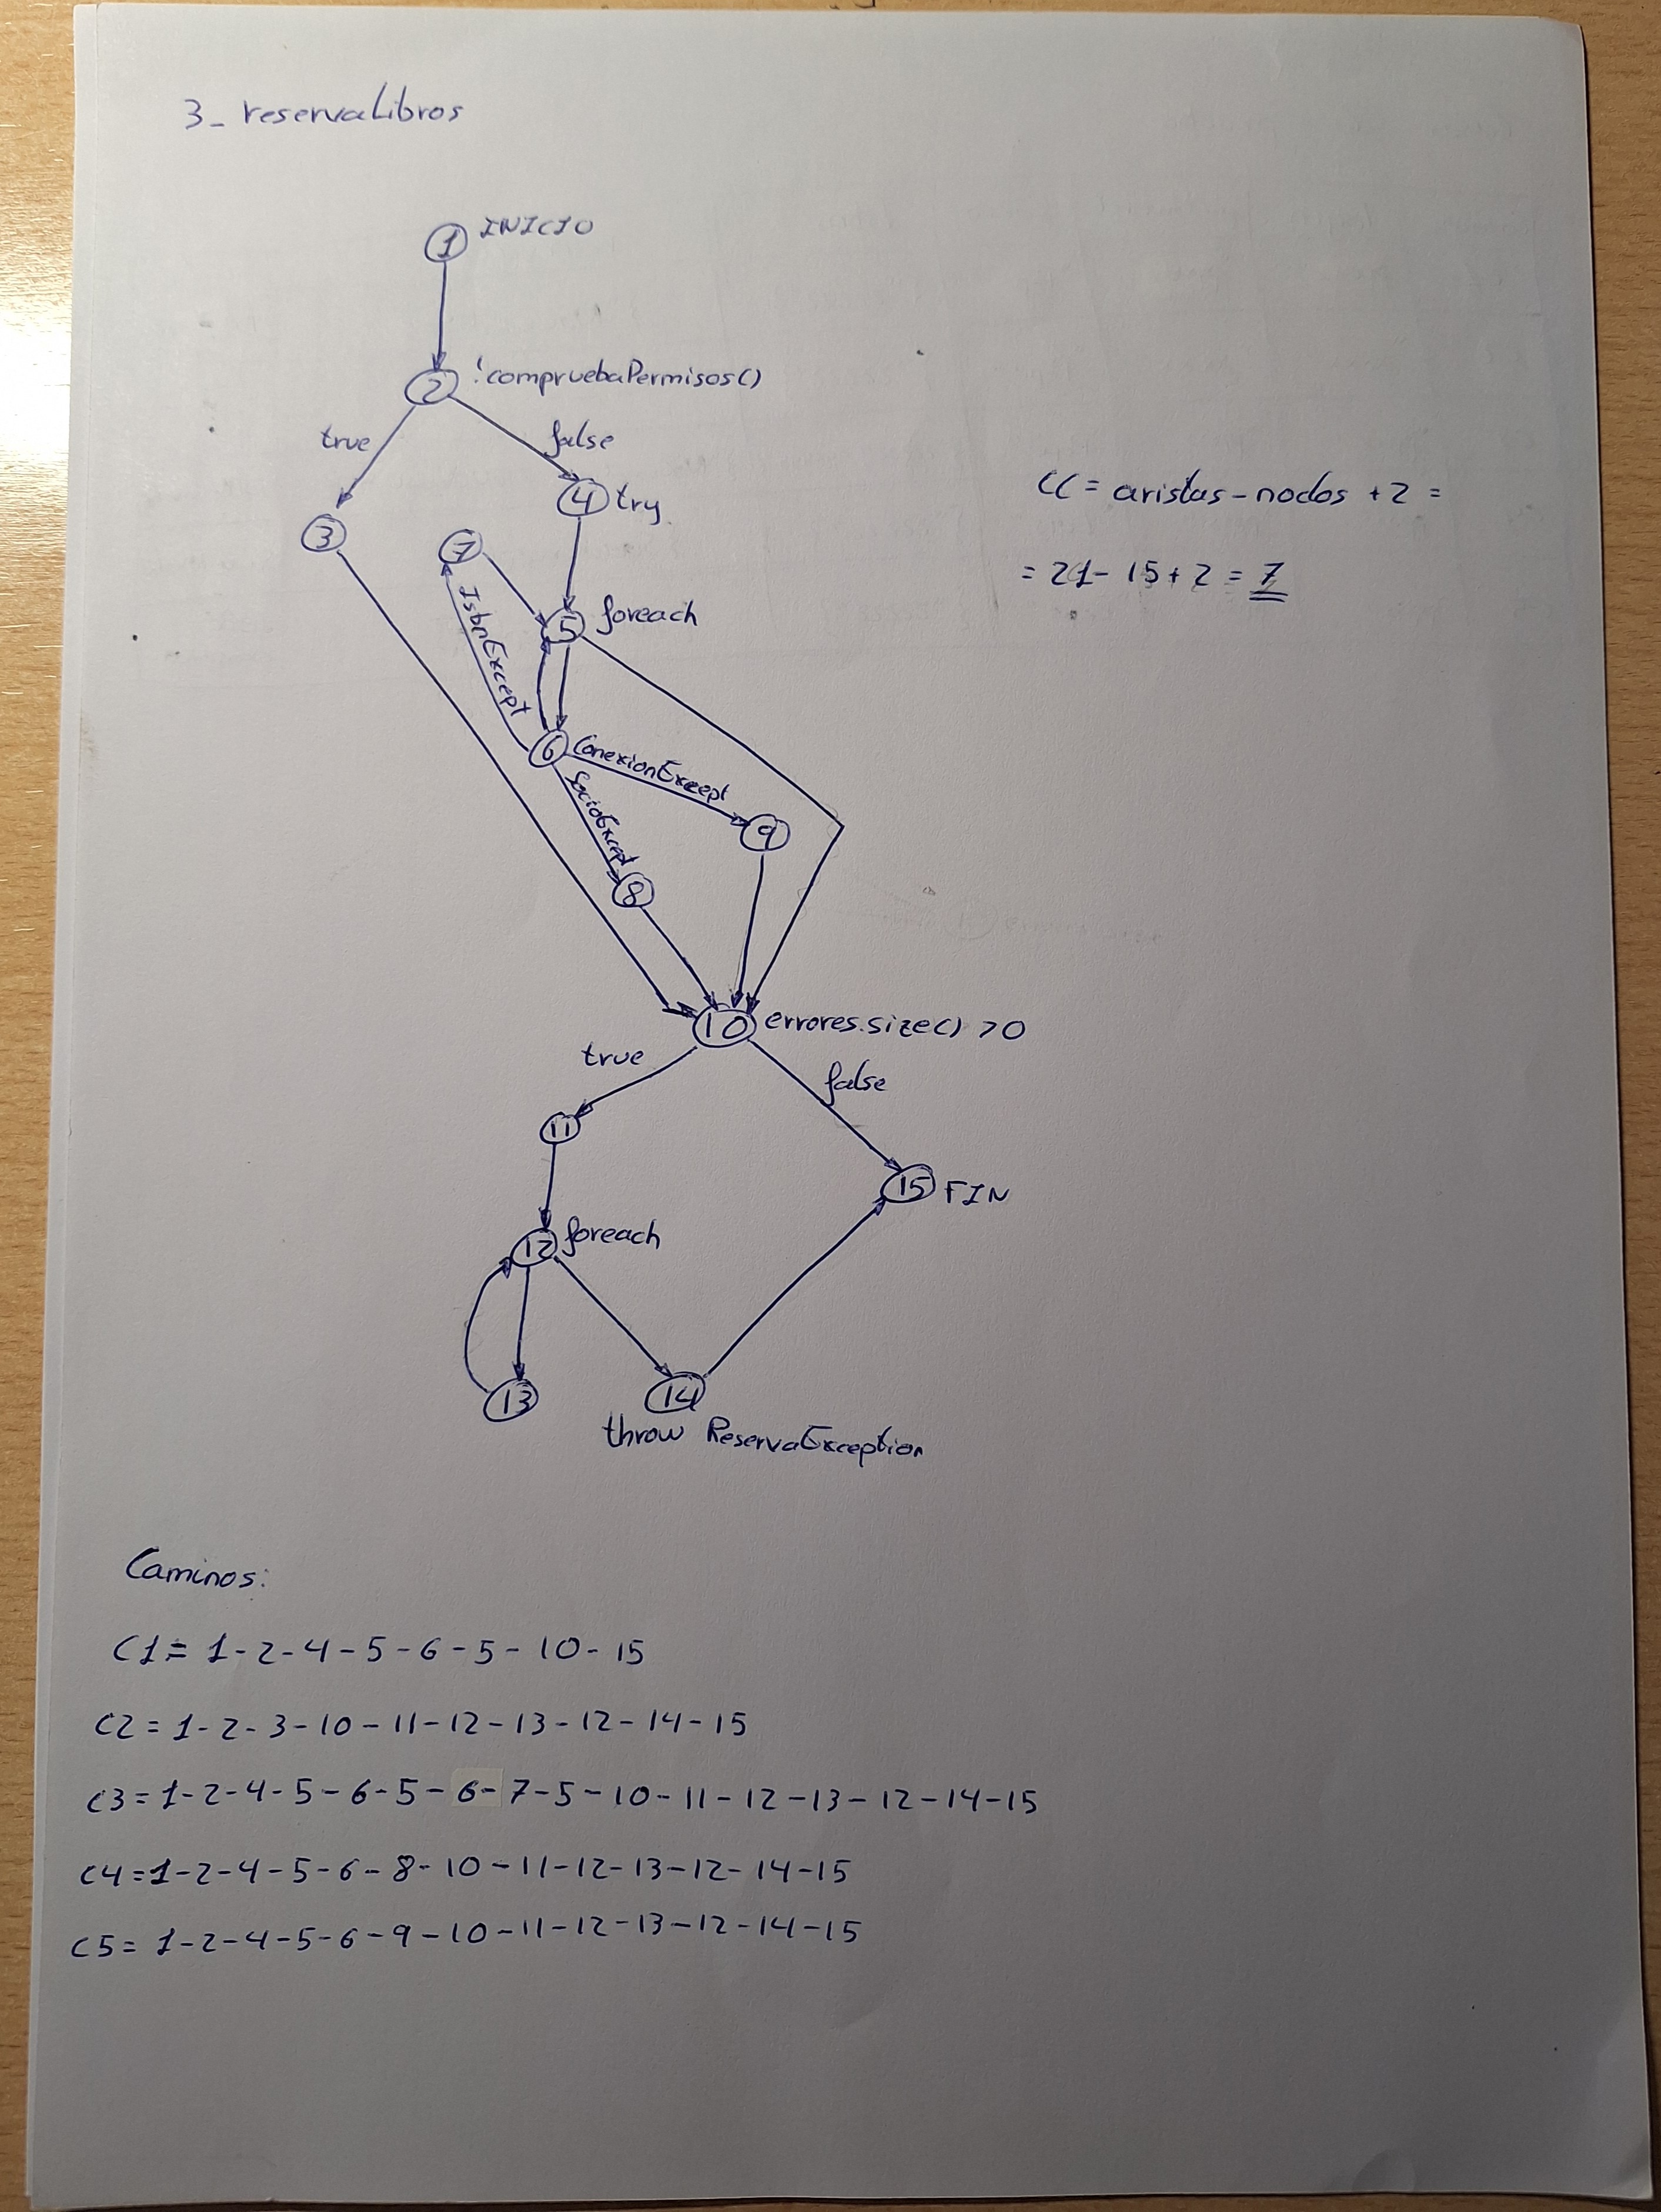 3_ reservaLibros
1 INICIO
2 !compruebaPermisos()
true
false
4 try
3
7
IsbnExcept
5 foreach
6 ConexionExcept
SocioExcept
9
8
10 errores.size() >0
true
false
11
15 FIN
12 foreach
13
14
throw ReservaException
CC = aristas - nodos + 2 =
= 21 - 15 + 2 = 7
Caminos:
C1 = 1-2-4-5-6-5-10-15
C2 = 1-2-3-10-11-12-13-12-14-15
C3 = 1-2-4-5-6-5-6-7-5-10-11-12-13-12-14-15
C4 = 1-2-4-5-6-8-10-11-12-13-12-14-15
C5 = 1-2-4-5-6-9-10-11-12-13-12-14-15